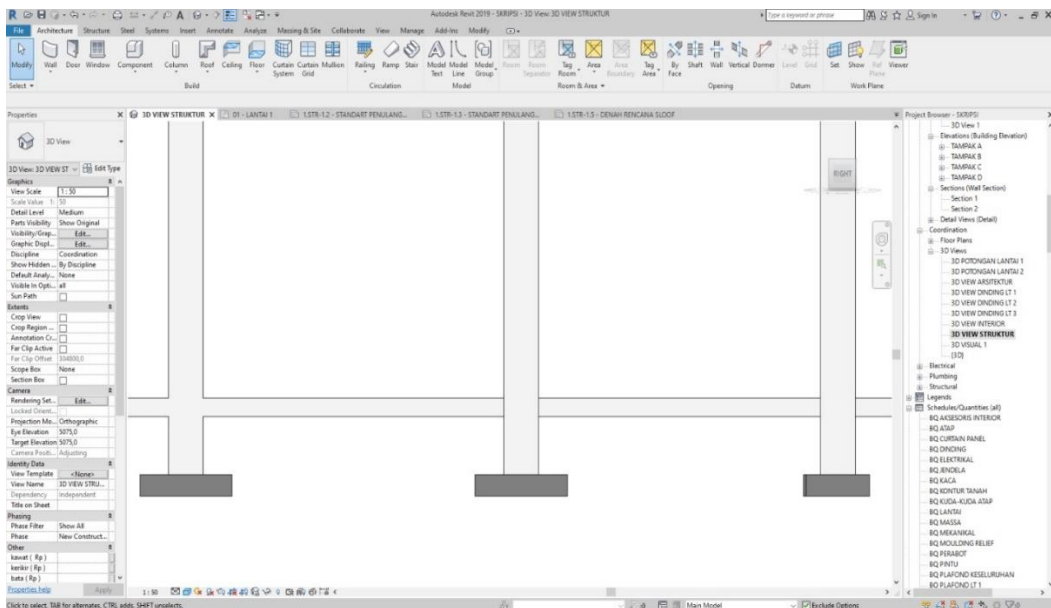 Autodesk Revit 2019 - SKRIPSI - 3D View: 3D VIEW STRUKTUR
Type a keyword or phrase
Sign In
File Architecture Structure Steel Systems Insert Annotate Analyze Massing & Site Collaborate View Manage Add-Ins Modify
Modify Wall Door Window Component Column Roof Ceiling Floor Curtain System Curtain Grid Mullion Railing Ramp Stair Model Text Model Line Model Group Room Room Separator Tag Room Area Area Boundary Tag Area By Face Shaft Wall Vertical Dormer Level Grid Set Show Ref Plane Viewer
Select Build Circulation Model Room & Area Opening Datum Work Plane
Properties
3D View
3D View: 3D VIEW ST Edit Type
Graphics
View Scale 1 : 50
Scale Value 1: 50
Detail Level Medium
Parts Visibility Show Original
Visibility/Grap... Edit...
Graphic Displ... Edit...
Discipline Coordination
Show Hidden ... By Discipline
Default Analy... None
Visible In Opti... all
Sun Path
Extents
Crop View
Crop Region ...
Annotation Cr...
Far Clip Active
Far Clip Offset 304800,0
Scope Box None
Section Box
Camera
Rendering Set... Edit...
Locked Orient...
Projection Mo... Orthographic
Eye Elevation 5075,0
Target Elevation 5075,0
Camera Positi... Adjusting
Identity Data
View Template <None>
View Name 3D VIEW STRU...
Dependency Independent
Title on Sheet
Phasing
Phase Filter Show All
Phase New Construct...
Other
kawat ( Rp )
kerikir ( Rp )
bata ( Rp )
Properties help Apply
3D VIEW STRUKTUR 01 - LANTAI 1 1.STR-1.2 - STANDART PENULANG... 1.STR-1.3 - STANDART PENULANG... 1.STR-1.5 - DENAH RENCANA SLOOF
RIGHT
1 : 50
Project Browser - SKRIPSI
3D View 1
Elevations (Building Elevation)
TAMPAK A
TAMPAK B
TAMPAK C
TAMPAK D
Sections (Wall Section)
Section 1
Section 2
Detail Views (Detail)
Coordination
Floor Plans
3D Views
3D POTONGAN LANTAI 1
3D POTONGAN LANTAI 2
3D VIEW ARSITEKTUR
3D VIEW DINDING LT 1
3D VIEW DINDING LT 2
3D VIEW DINDING LT 3
3D VIEW INTERIOR
3D VIEW STRUKTUR
3D VISUAL 1
{3D}
Electrical
Plumbing
Structural
Legends
Schedules/Quantities (all)
BQ AKSESORIS INTERIOR
BQ ATAP
BQ CURTAIN PANEL
BQ DINDING
BQ ELEKTRIKAL
BQ JENDELA
BQ KACA
BQ KONTUR TANAH
BQ KUDA-KUDA ATAP
BQ LANTAI
BQ MASSA
BQ MEKANIKAL
BQ MOULDING RELIEF
BQ PERABOT
BQ PINTU
BQ PLAFOND KESELURUHAN
BQ PLAFOND LT 1
Click to select, TAB for alternates, CTRL adds, SHIFT unselects.
Main Model Exclude Options